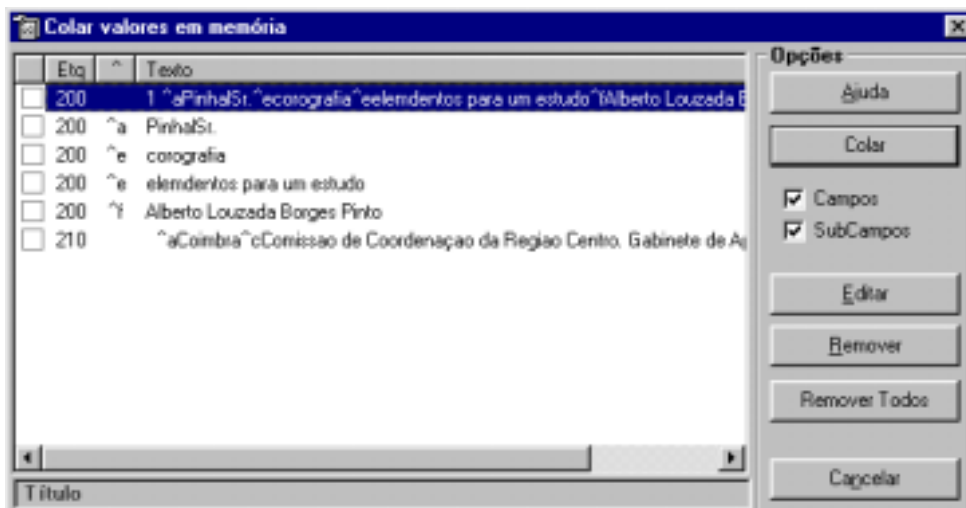 Colar valores em memória
Etq ^ Texto
200 1 ^aPinhalSr.^ecorografia^eelemdentos para um estudo^fAlberto Louzada B
200 ^a PinhalSr.
200 ^e corografia
200 ^e elemdentos para um estudo
200 ^f Alberto Louzada Borges Pinto
210 ^aCoimbra^cComissao de Coordenaçao da Regiao Centro. Gabinete de Ap
Título
Opções
Ajuda
Colar
Campos
SubCampos
Editar
Remover
Remover Todos
Cancelar